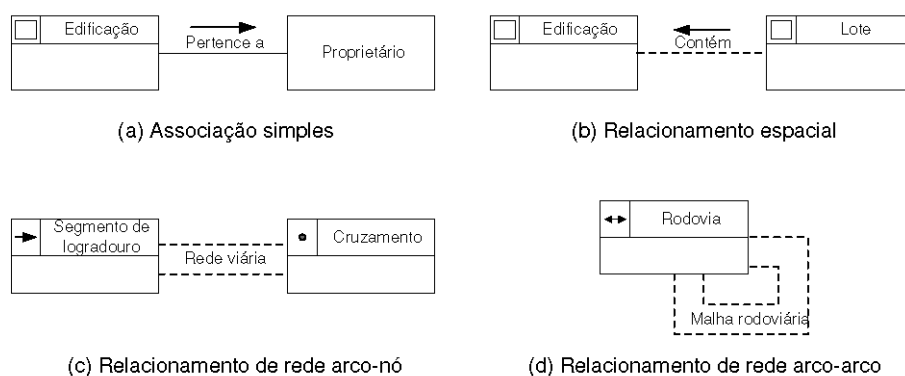 Edificação
Pertence a
Proprietário
Edificação
Contém
Lote
(a) Associação simples
(b) Relacionamento espacial
Segmento de
logradouro
Rede viária
Cruzamento
Rodovia
Malha rodoviária
(c) Relacionamento de rede arco-nó
(d) Relacionamento de rede arco-arco